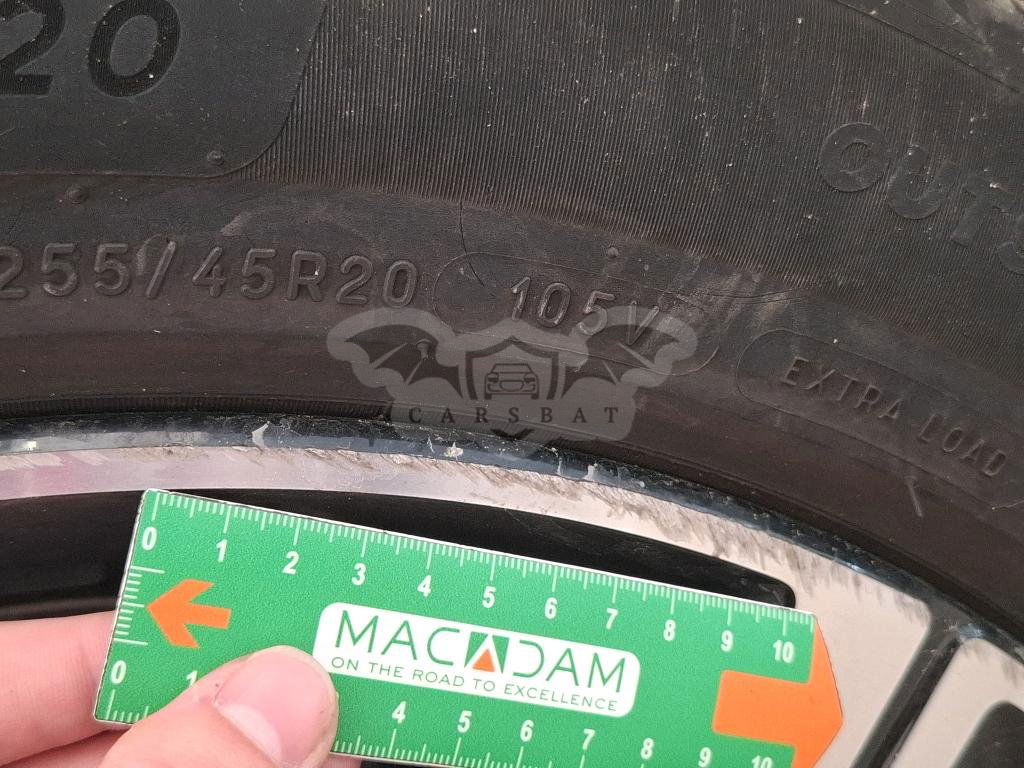 20
OUTS
255/45R20 105V
EXTRA LOAD
CARSBAT
0 1 2 3 4 5 6 7 8 9 10
MACADAM
ON THE ROAD TO EXCELLENCE
0 1 4 5 6 7 8 9 10